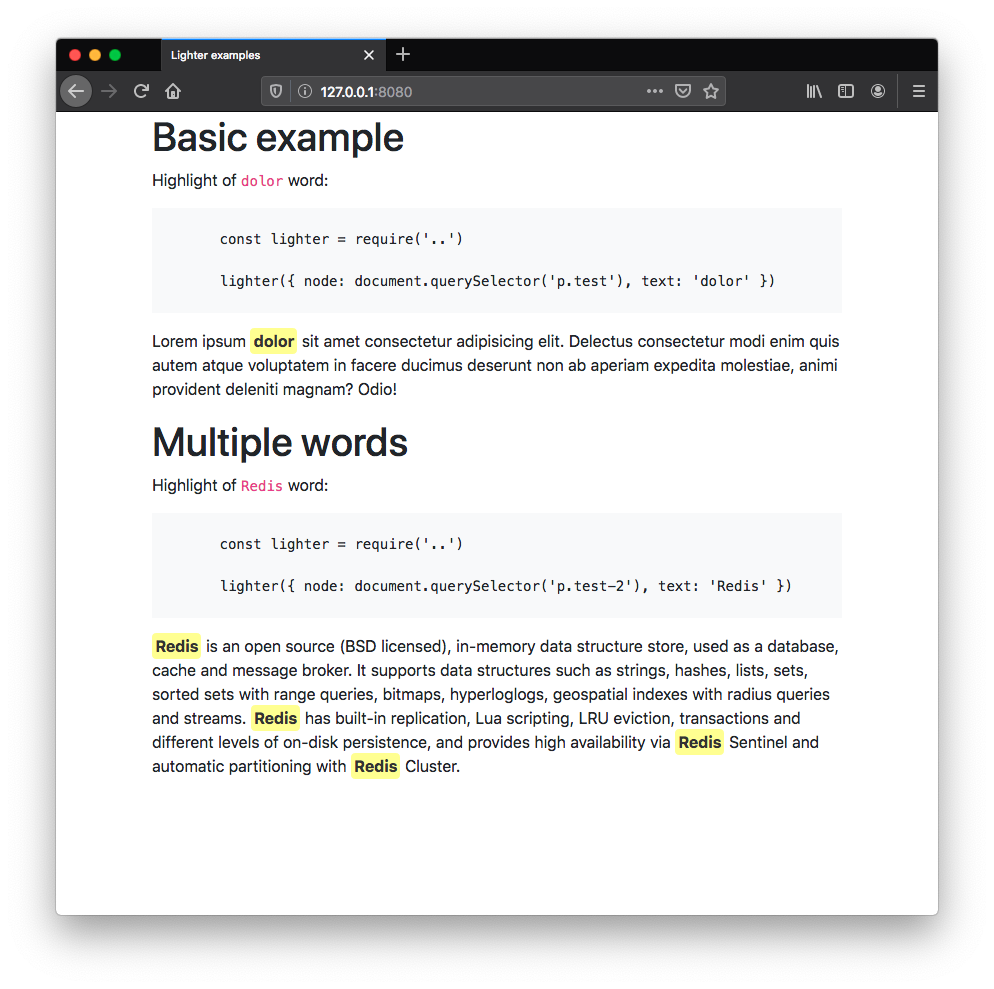 Lighter examples
127.0.0.1:8080
Basic example
Highlight of dolor word:
const lighter = require('..')
lighter({ node: document.querySelector('p.test'), text: 'dolor' })
Lorem ipsum dolor sit amet consectetur adipisicing elit. Delectus consectetur modi enim quis
autem atque voluptatem in facere ducimus deserunt non ab aperiam expedita molestiae, animi
provident deleniti magnam? Odio!
Multiple words
Highlight of Redis word:
const lighter = require('..')
lighter({ node: document.querySelector('p.test-2'), text: 'Redis' })
Redis is an open source (BSD licensed), in-memory data structure store, used as a database,
cache and message broker. It supports data structures such as strings, hashes, lists, sets,
sorted sets with range queries, bitmaps, hyperloglogs, geospatial indexes with radius queries
and streams. Redis has built-in replication, Lua scripting, LRU eviction, transactions and
different levels of on-disk persistence, and provides high availability via Redis Sentinel and
automatic partitioning with Redis Cluster.